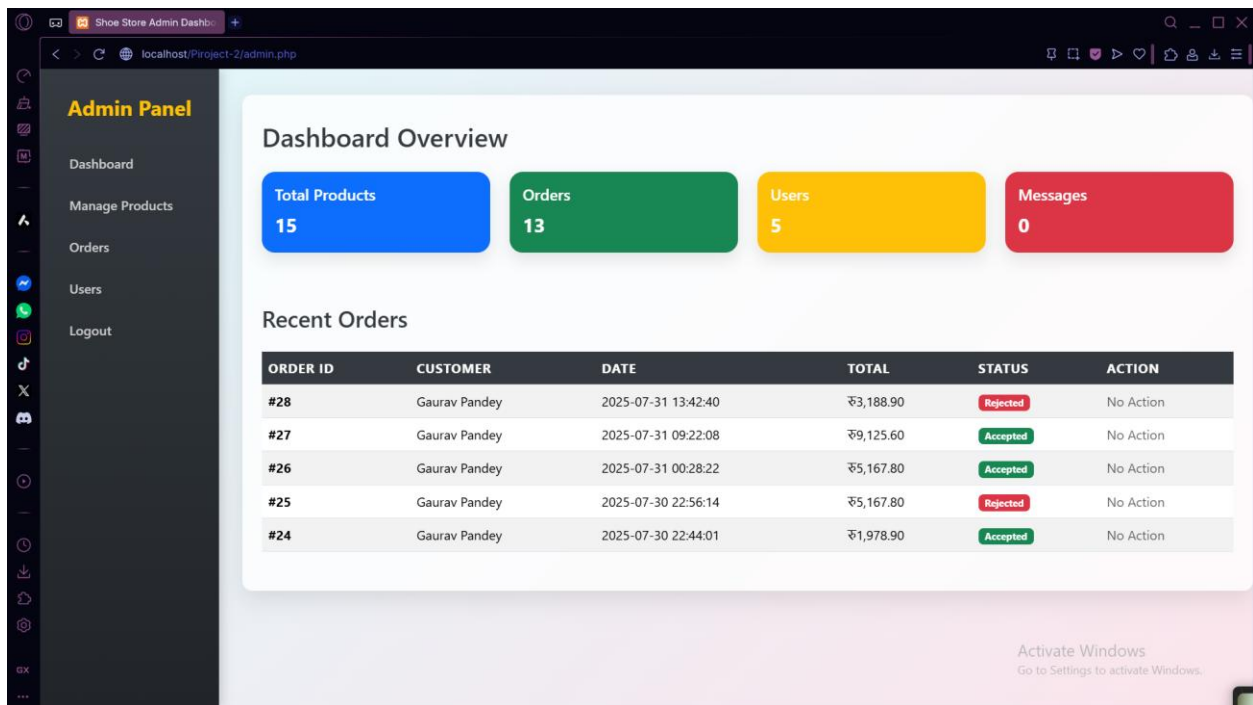 Shoe Store Admin Dashbo
localhost/Piroject-2/admin.php
Admin Panel
Dashboard
Manage Products
Orders
Users
Logout
Dashboard Overview
Total Products
15
Orders
13
Users
5
Messages
0
Recent Orders
ORDER ID CUSTOMER DATE TOTAL STATUS ACTION
#28 Gaurav Pandey 2025-07-31 13:42:40 रु3,188.90 Rejected No Action
#27 Gaurav Pandey 2025-07-31 09:22:08 रु9,125.60 Accepted No Action
#26 Gaurav Pandey 2025-07-31 00:28:22 रु5,167.80 Accepted No Action
#25 Gaurav Pandey 2025-07-30 22:56:14 रु5,167.80 Rejected No Action
#24 Gaurav Pandey 2025-07-30 22:44:01 रु1,978.90 Accepted No Action
Activate Windows
Go to Settings to activate Windows.
GX